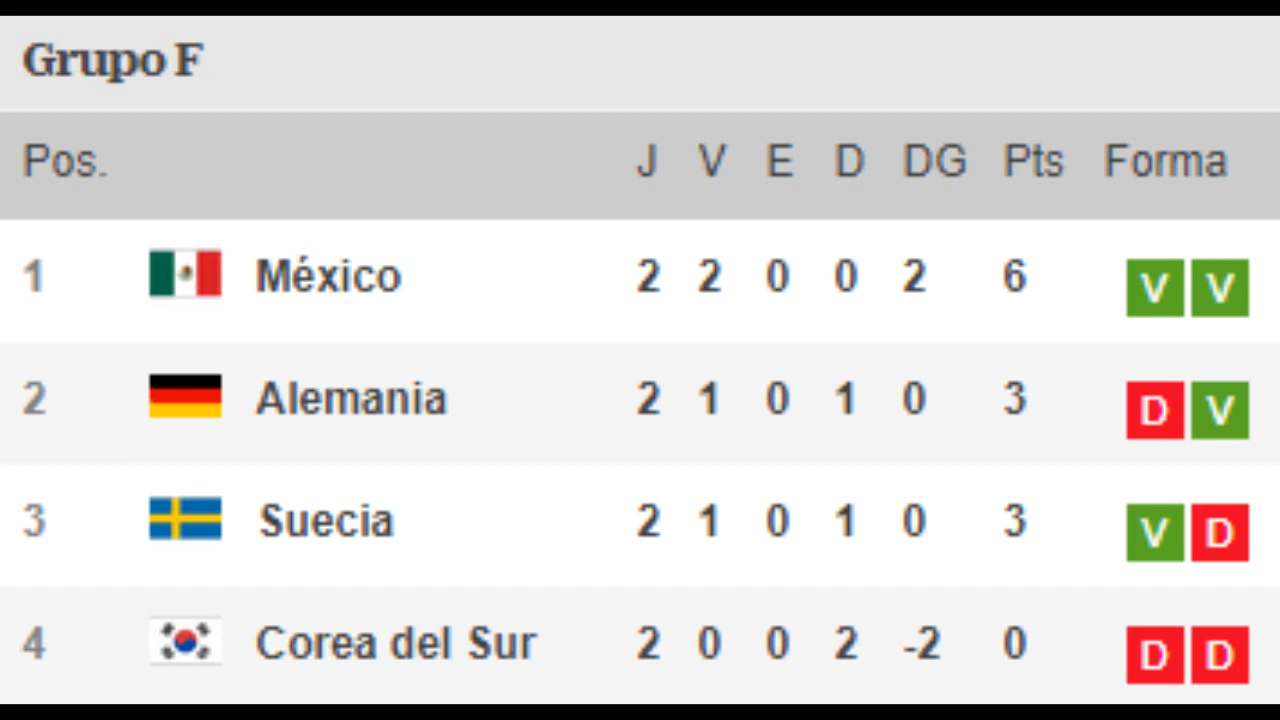 Grupo F
Pos. J V E D DG Pts Forma
1 México 2 2 0 0 2 6 V V
2 Alemania 2 1 0 1 0 3 D V
3 Suecia 2 1 0 1 0 3 V D
4 Corea del Sur 2 0 0 2 -2 0 D D